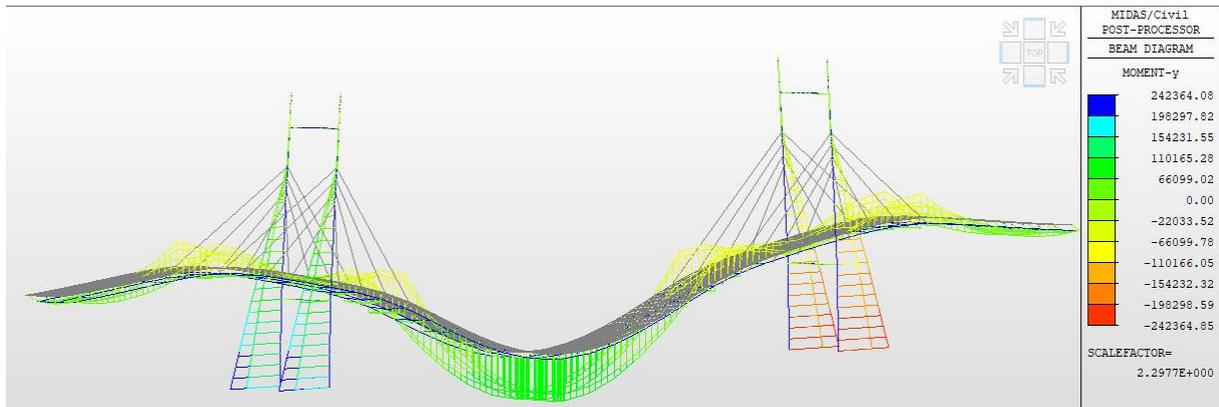 MIDAS/Civil
POST-PROCESSOR
BEAM DIAGRAM
MOMENT-y
242364.08
198297.82
154231.55
110165.28
66099.02
0.00
-22033.52
-66099.78
-110166.05
-154232.32
-198298.59
-242364.85
SCALEFACTOR=
2.2977E+000
TOP